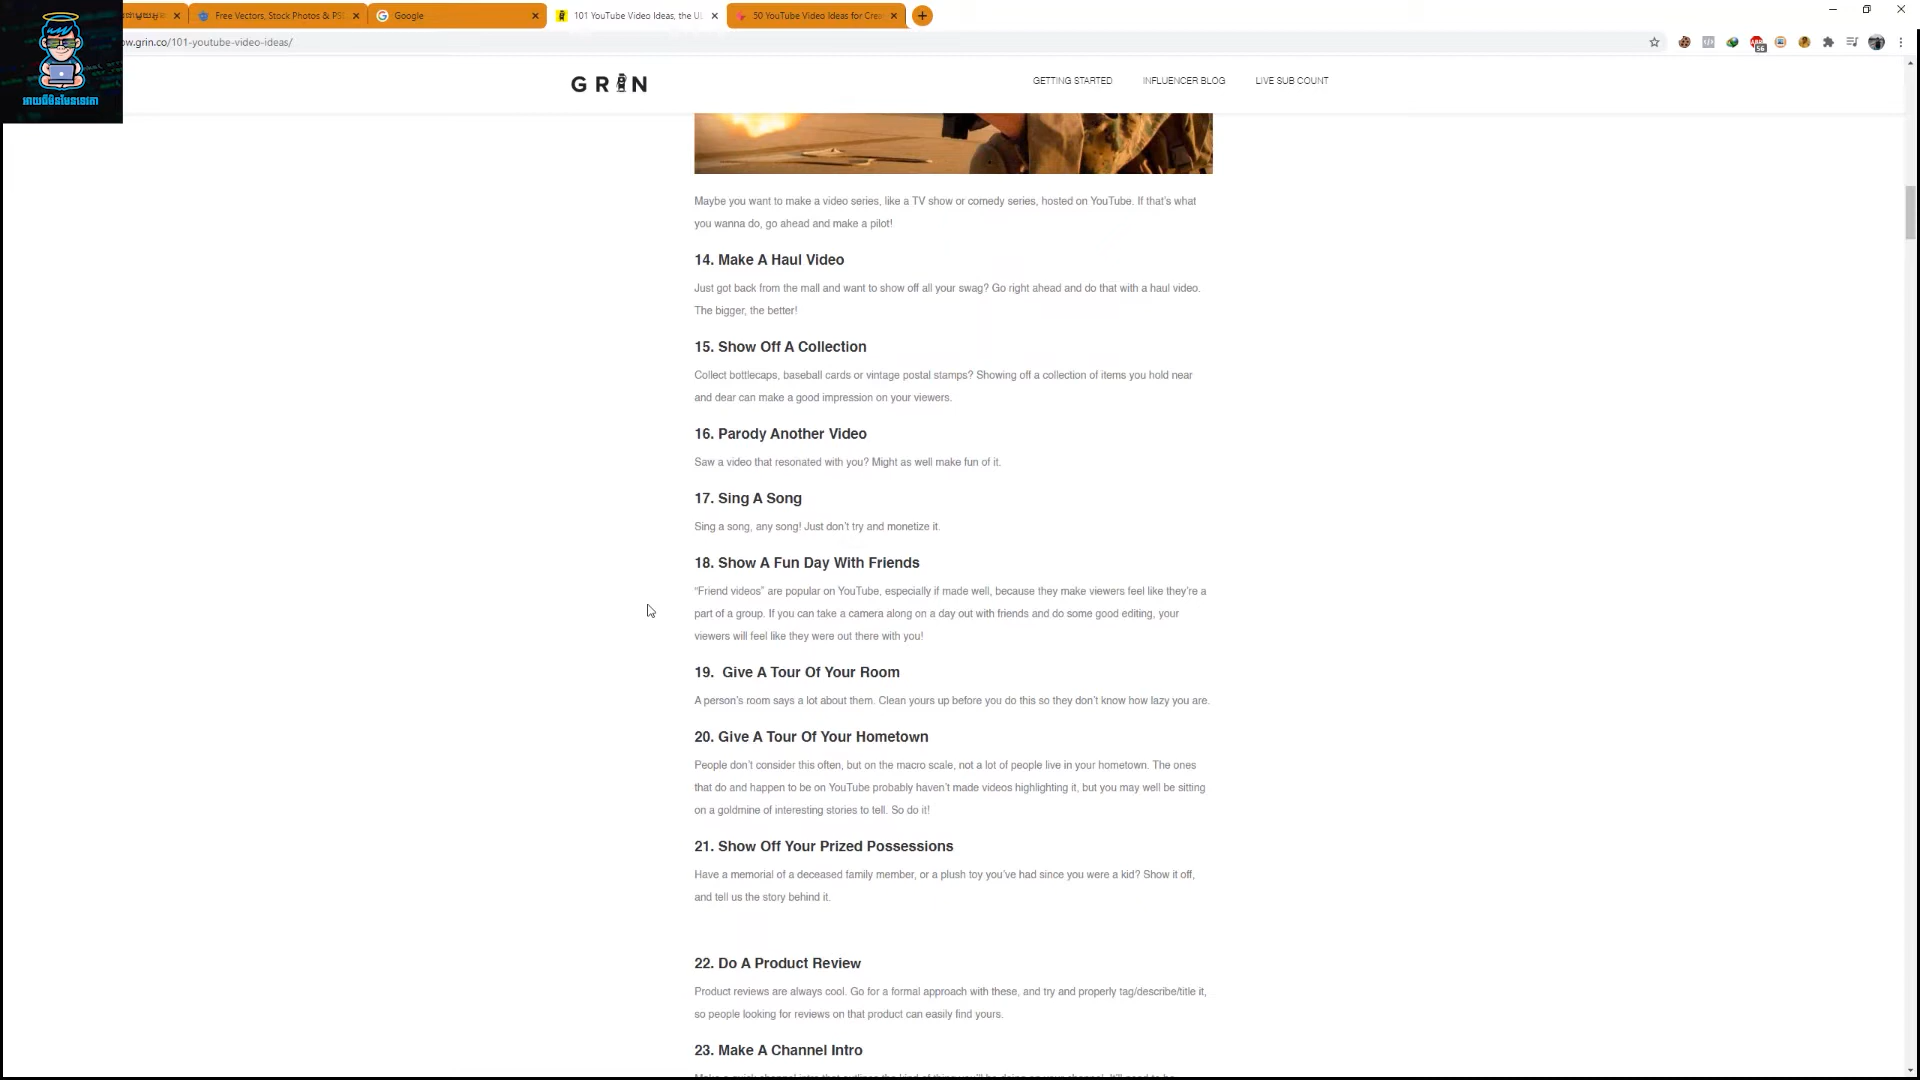 Free Vectors, Stock Photos & PS
Google
101 YouTube Video Ideas, the U
50 YouTube Video Ideas for Crea
ow.grin.co/101-youtube-video-ideas/
56
GRIN
GETTING STARTED
INFLUENCER BLOG
LIVE SUB COUNT
Maybe you want to make a video series, like a TV show or comedy series, hosted on YouTube. If that's what
you wanna do, go ahead and make a pilot!
14. Make A Haul Video
Just got back from the mall and want to show off all your swag? Go right ahead and do that with a haul video.
The bigger, the better!
15. Show Off A Collection
Collect bottlecaps, baseball cards or vintage postal stamps? Showing off a collection of items you hold near
and dear can make a good impression on your viewers.
16. Parody Another Video
Saw a video that resonated with you? Might as well make fun of it.
17. Sing A Song
Sing a song, any song! Just don't try and monetize it.
18. Show A Fun Day With Friends
“Friend videos” are popular on YouTube, especially if made well, because they make viewers feel like they're a
part of a group. If you can take a camera along on a day out with friends and do some good editing, your
viewers will feel like they were out there with you!
19. Give A Tour Of Your Room
A person's room says a lot about them. Clean yours up before you do this so they don't know how lazy you are.
20. Give A Tour Of Your Hometown
People don't consider this often, but on the macro scale, not a lot of people live in your hometown. The ones
that do and happen to be on YouTube probably haven't made videos highlighting it, but you may well be sitting
on a goldmine of interesting stories to tell. So do it!
21. Show Off Your Prized Possessions
Have a memorial of a deceased family member, or a plush toy you've had since you were a kid? Show it off,
and tell us the story behind it.
22. Do A Product Review
Product reviews are always cool. Go for a formal approach with these, and try and properly tag/describe/title it,
so people looking for reviews on that product can easily find yours.
23. Make A Channel Intro